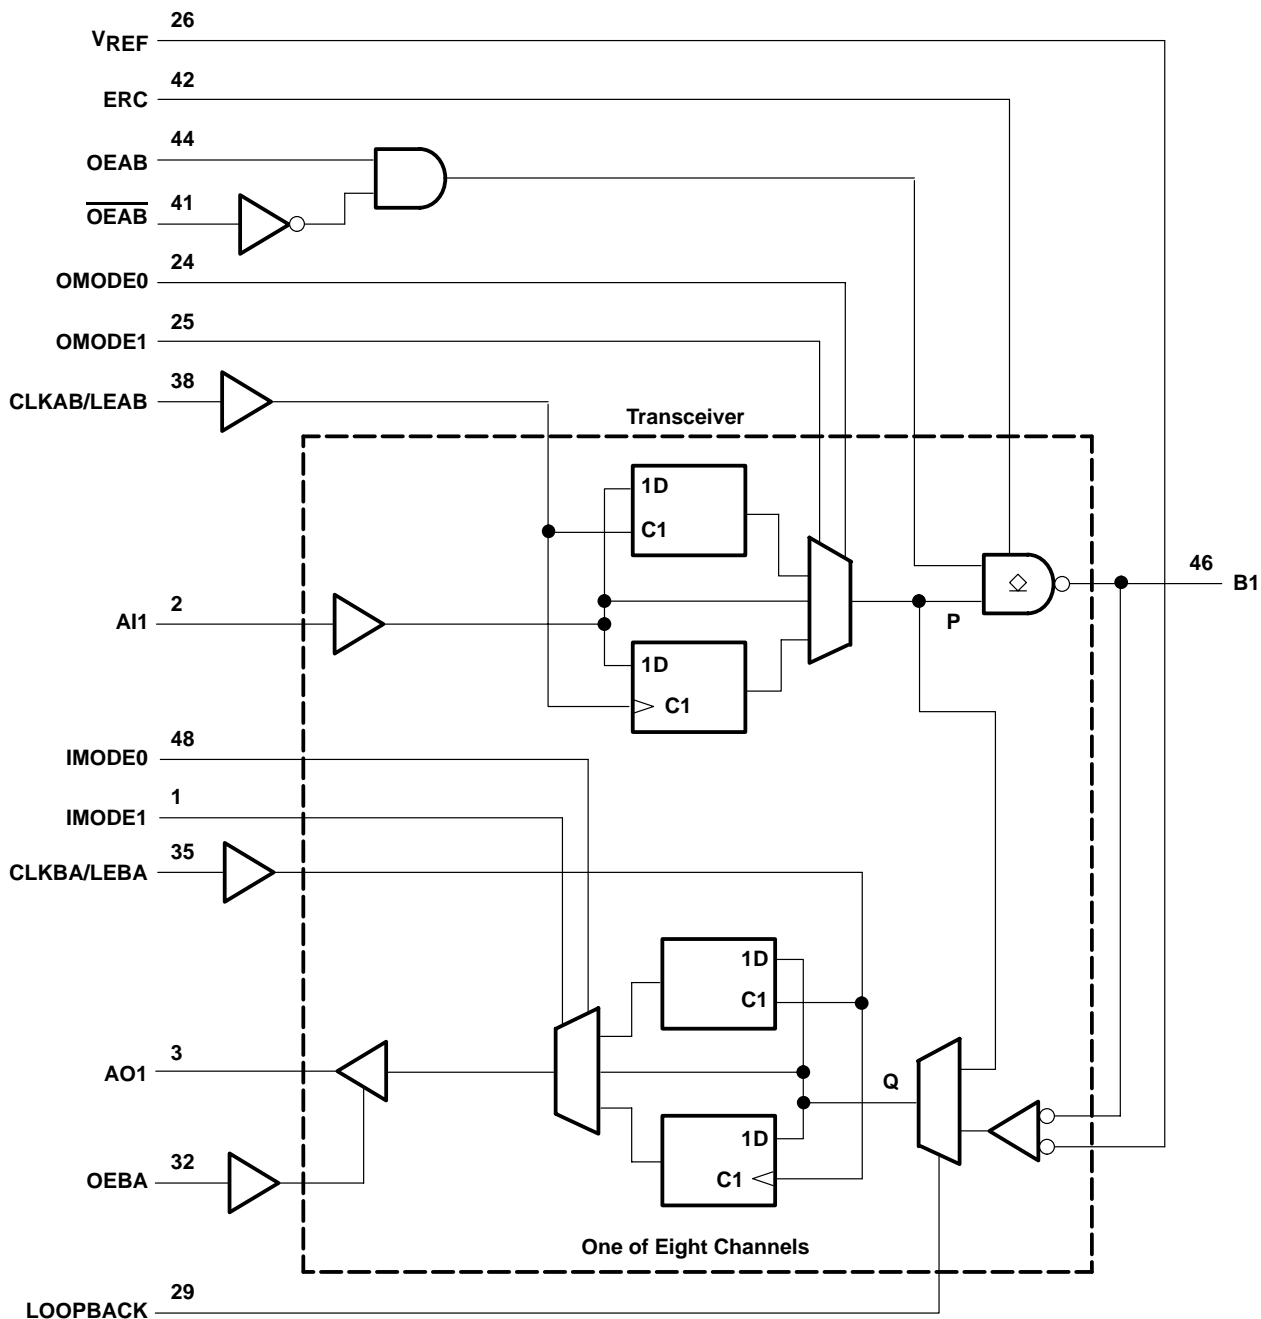 26
VREF
42
ERC
44
OEAB
41
OEAB
24
OMODE0
25
OMODE1
38
CLKAB/LEAB
Transceiver
1D
C1
46
B1
2
AI1
P
1D
C1
48
IMODE0
1
IMODE1
35
CLKBA/LEBA
1D
C1
3
AO1
Q
1D
C1
32
OEBA
One of Eight Channels
29
LOOPBACK